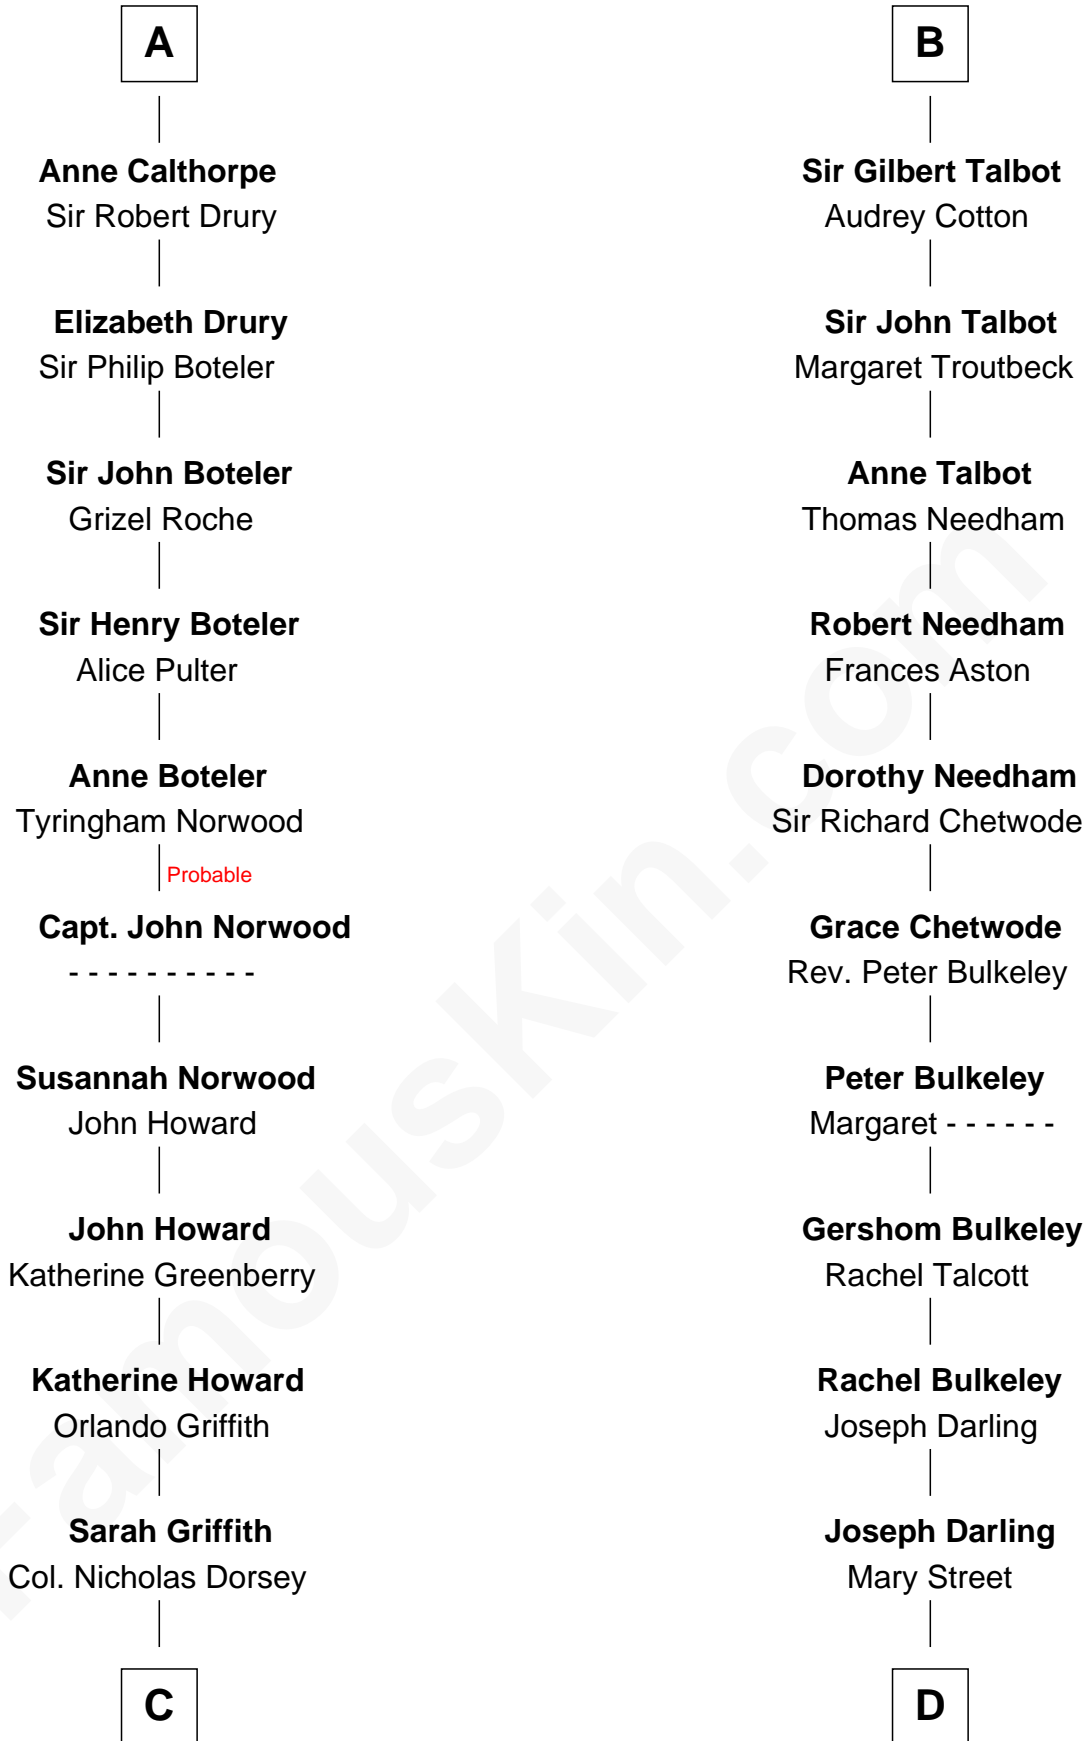 A
Anne Calthorpe
Sir Robert Drury
Elizabeth Drury
Sir Philip Boteler
Sir John Boteler
Grizel Roche
Sir Henry Boteler
Alice Pulter
Anne Boteler
Tyringham Norwood
Probable
Capt. John Norwood
- - - - - - - - - -
Susannah Norwood
John Howard
John Howard
Katherine Greenberry
Katherine Howard
Orlando Griffith
Sarah Griffith
Col. Nicholas Dorsey
C
B
Sir Gilbert Talbot
Audrey Cotton
Sir John Talbot
Margaret Troutbeck
Anne Talbot
Thomas Needham
Robert Needham
Frances Aston
Dorothy Needham
Sir Richard Chetwode
Grace Chetwode
Rev. Peter Bulkeley
Peter Bulkeley
Margaret - - - - - -
Gershom Bulkeley
Rachel Talcott
Rachel Bulkeley
Joseph Darling
Joseph Darling
Mary Street
D
FamousKin.com